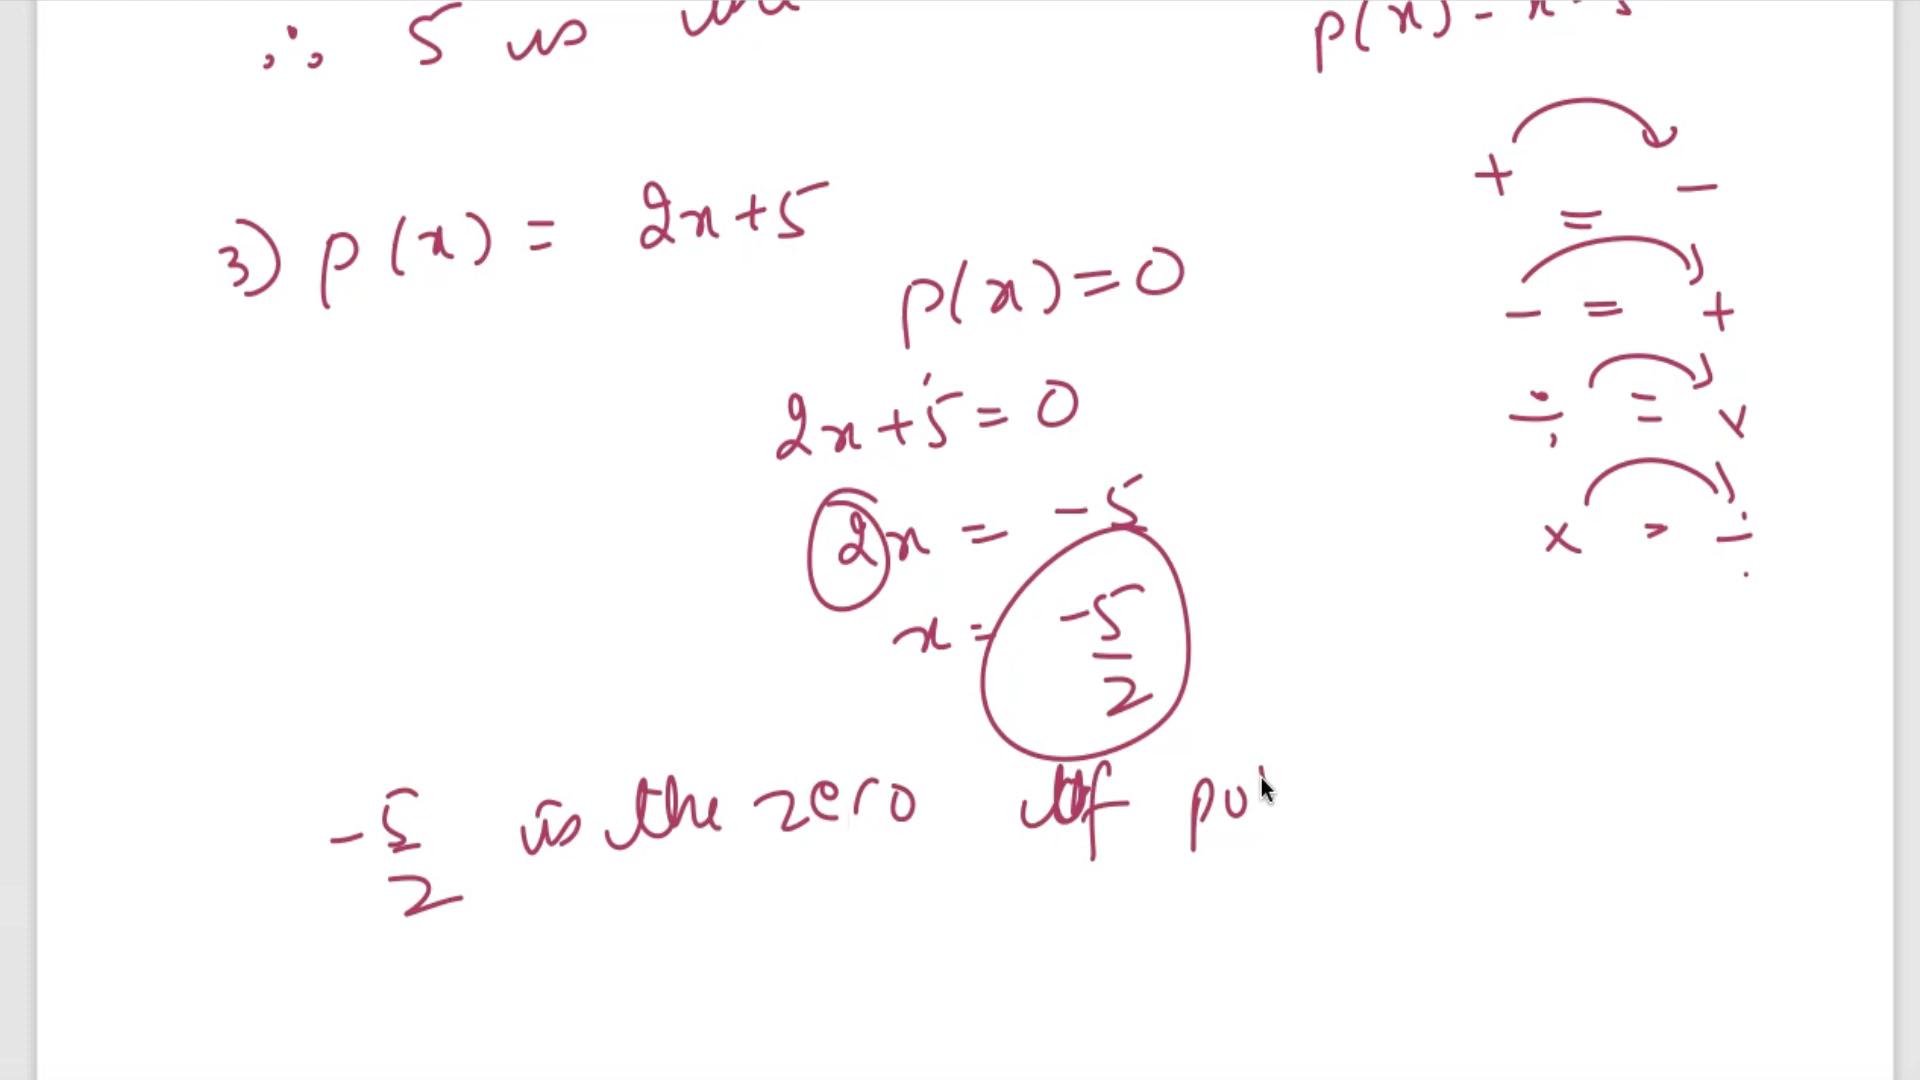 ∴ 5 is the
p(x) = x - 5
3) p(x) = 2x+5
p(x)=0
2x+5=0
2x = -5
x = -5/2
-5/2 is the zero of po
+ = -
- = +
÷ = ×
× = ÷